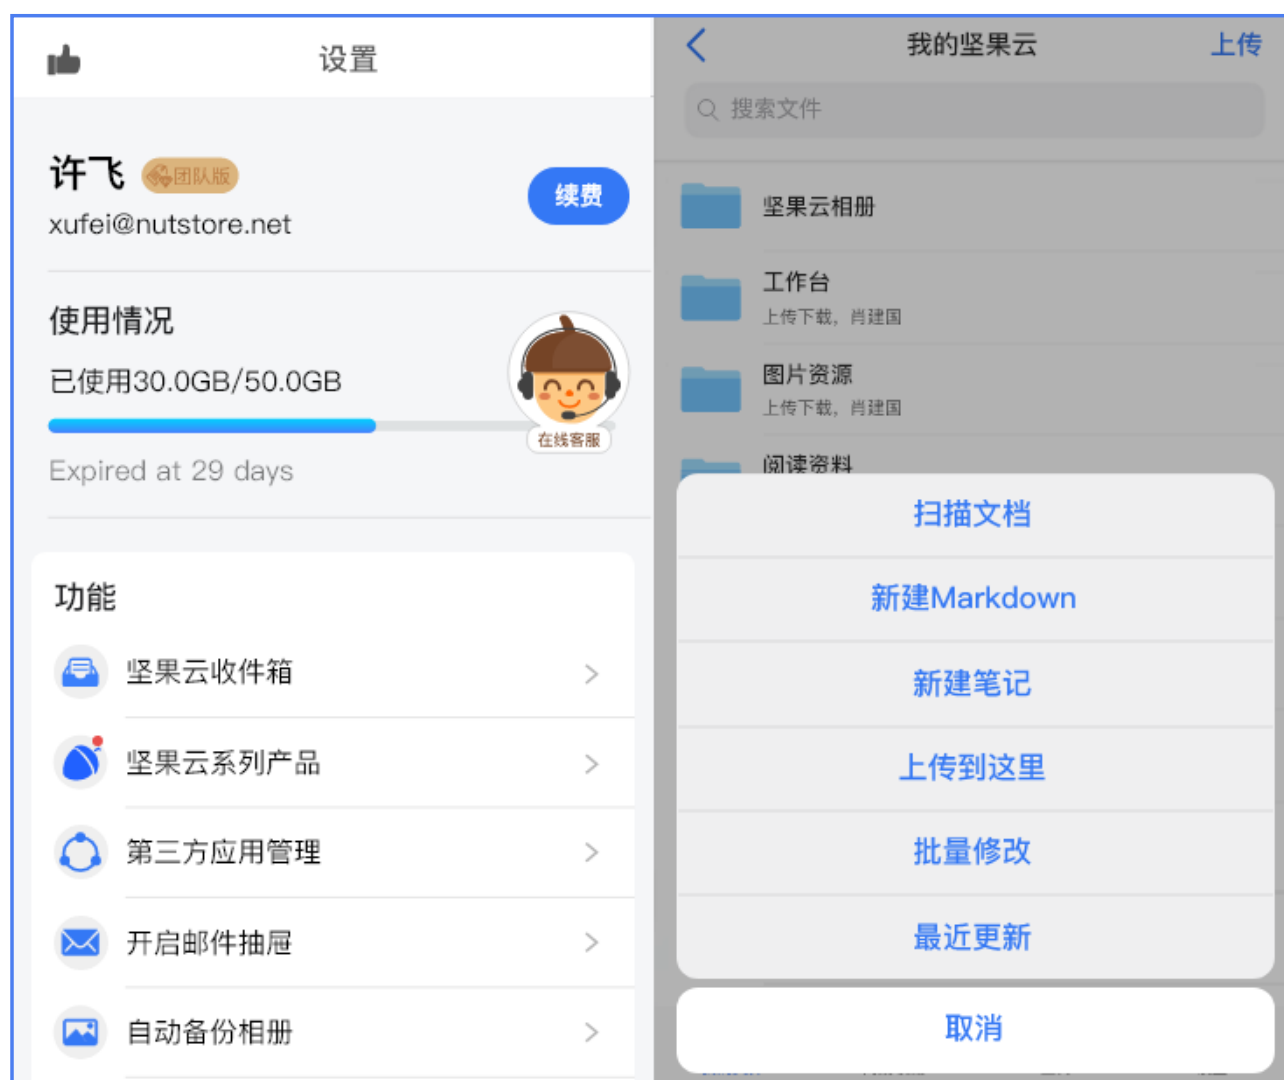 设置
许飞 团队版
续费
xufei@nutstore.net
使用情况
已使用30.0GB/50.0GB
在线客服
Expired at 29 days
功能
坚果云收件箱
坚果云系列产品
第三方应用管理
开启邮件抽屉
自动备份相册
我的坚果云
上传
搜索文件
坚果云相册
工作台
上传下载，肖建国
图片资源
上传下载，肖建国
阅读资料
扫描文档
新建Markdown
新建笔记
上传到这里
批量修改
最近更新
取消